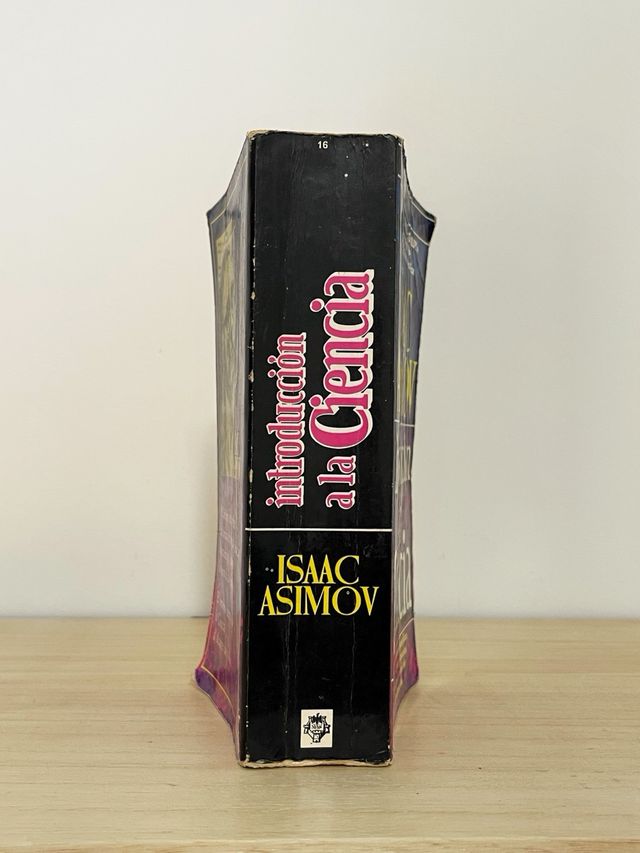 16
introducción
a la Ciencia
ISAAC
ASIMOV